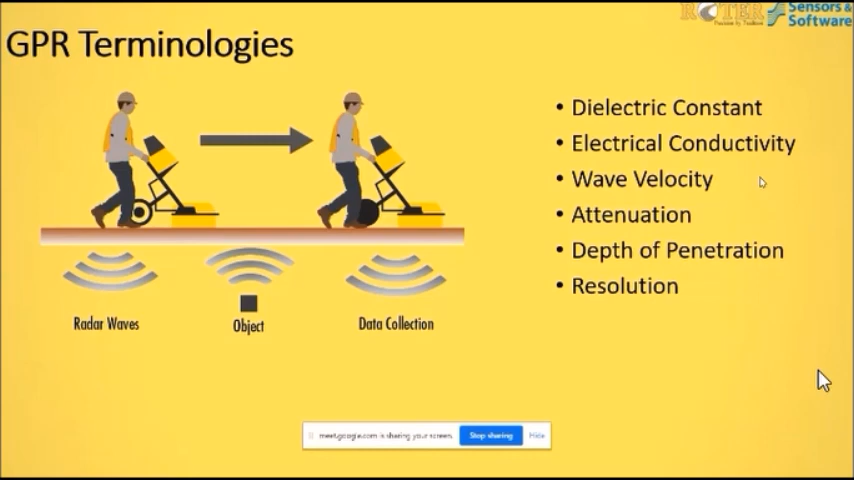 Sensors &
Software
GPR Terminologies
• Dielectric Constant
• Electrical Conductivity
• Wave Velocity
• Attenuation
• Depth of Penetration
• Resolution
Radar Waves
Object
Data Collection
meet.google.com is sharing your screen.
Stop sharing
Hide